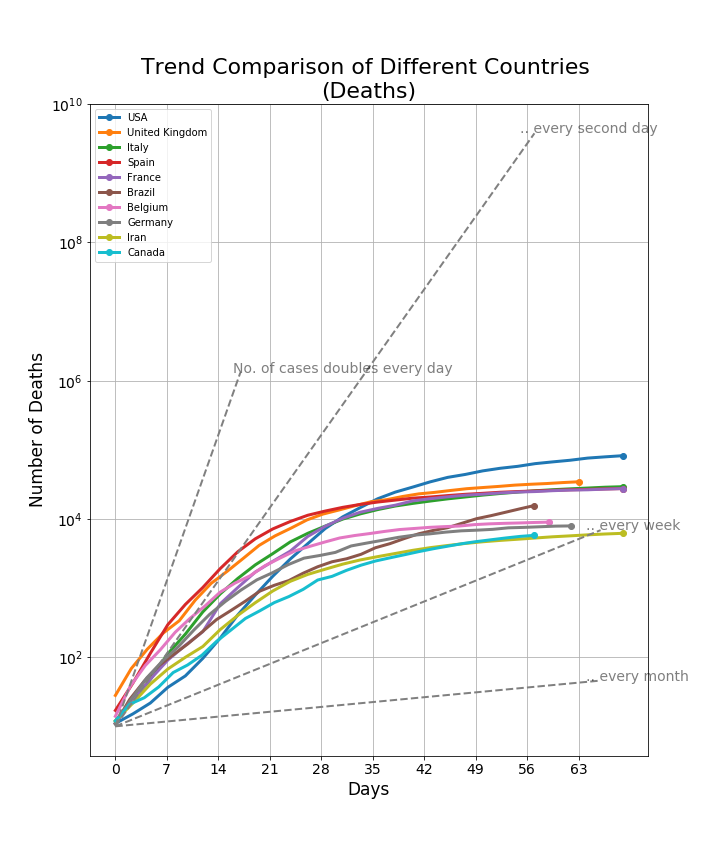 Trend Comparison of Different Countries
(Deaths)
10^10
USA
United Kingdom
Italy
Spain
France
Brazil
Belgium
Germany
Iran
Canada
.. every second day
10^8
No. of cases doubles every day
10^6
Number of Deaths
10^4
.. every week
10^2
.. every month
0 7 14 21 28 35 42 49 56 63
Days